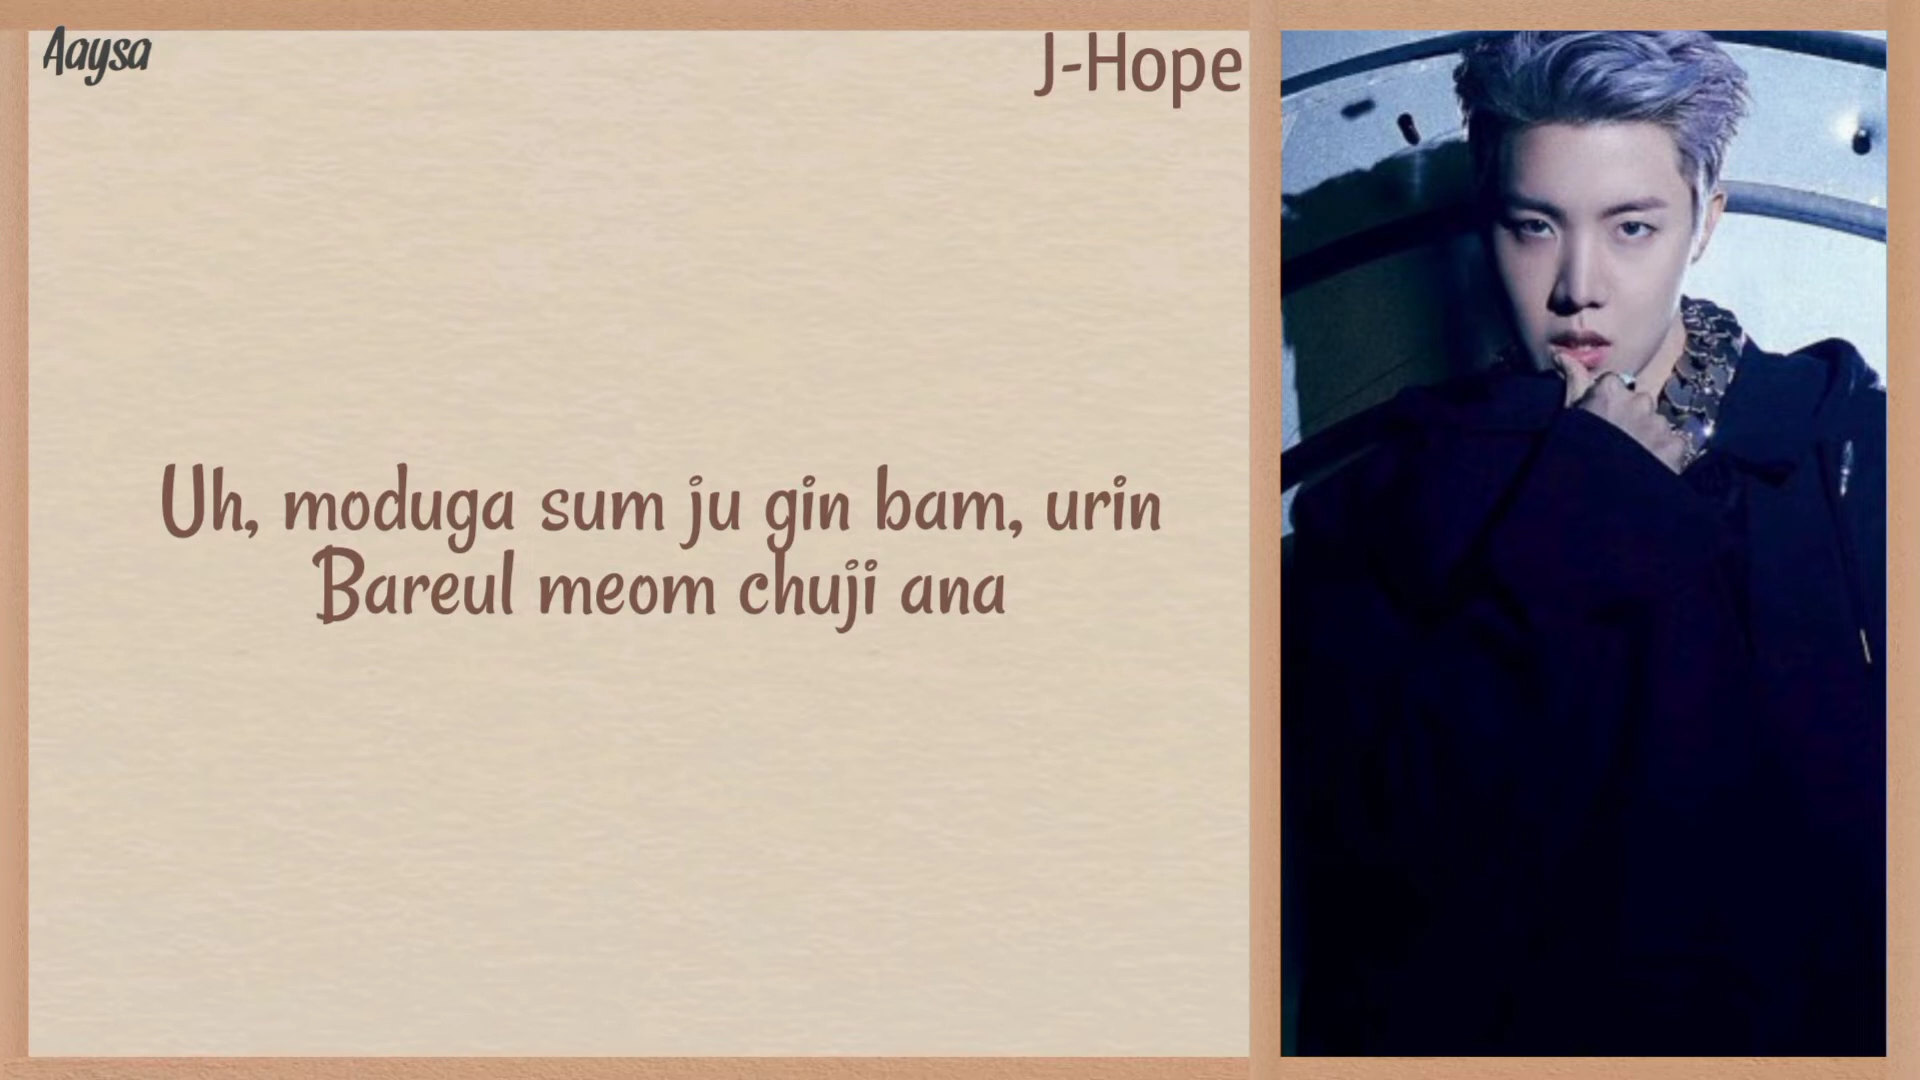 Aaysa
J-Hope
Uh, moduga sum ju gin bam, urin
Bareul meom chuji ana